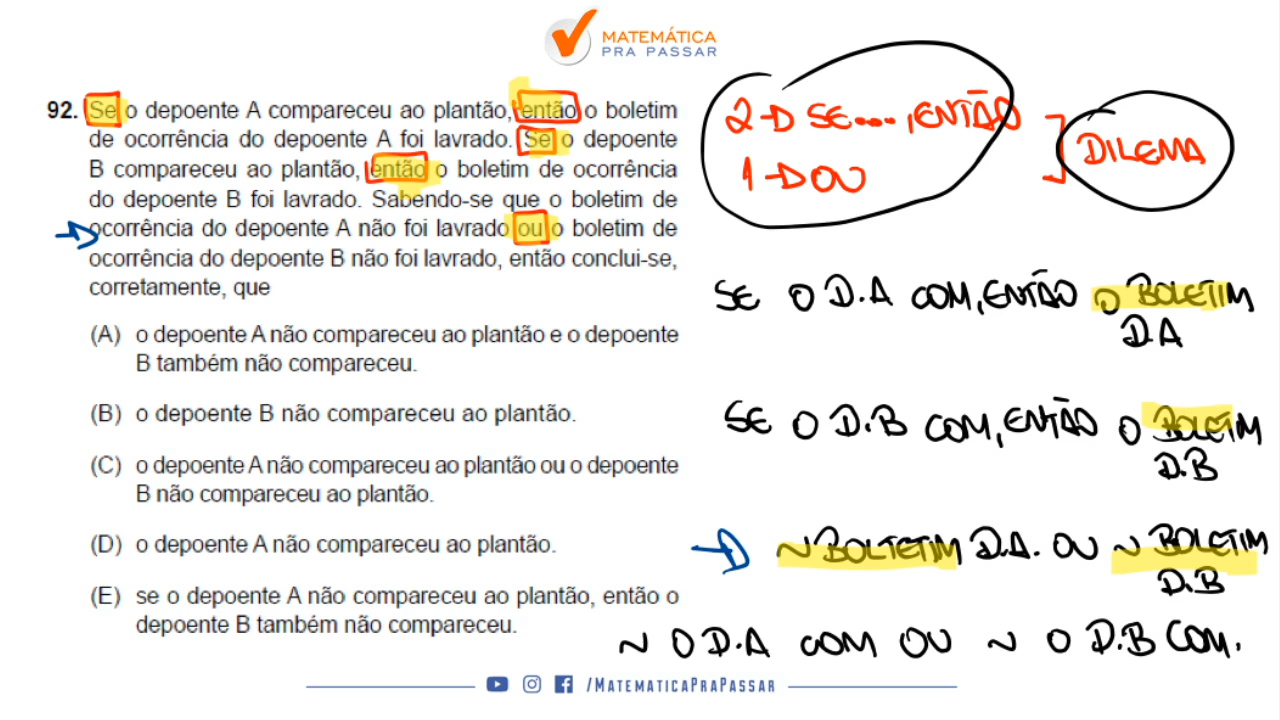 MATEMÁTICA
PRA PASSAR
92. Se o depoente A compareceu ao plantão, então o boletim
de ocorrência do depoente A foi lavrado. Se o depoente
B compareceu ao plantão, então o boletim de ocorrência
do depoente B foi lavrado. Sabendo-se que o boletim de
ocorrência do depoente A não foi lavrado ou o boletim de
ocorrência do depoente B não foi lavrado, então conclui-se,
corretamente, que
(A) o depoente A não compareceu ao plantão e o depoente
B também não compareceu.
(B) o depoente B não compareceu ao plantão.
(C) o depoente A não compareceu ao plantão ou o depoente
B não compareceu ao plantão.
(D) o depoente A não compareceu ao plantão.
(E) se o depoente A não compareceu ao plantão, então o
depoente B também não compareceu.
2 → SE...., ENTÃO
1 → OU
DILEMA
SE O D.A COM, ENTÃO O BOLETIM
D.A
SE O D.B COM, ENTÃO O BOLETIM
D.B
~ BOLTETIM D.A. OU ~ BOLETIM
D.B
~ O D.A COM OU ~ O D.B COM.
/MATEMATICAPRAPASSAR